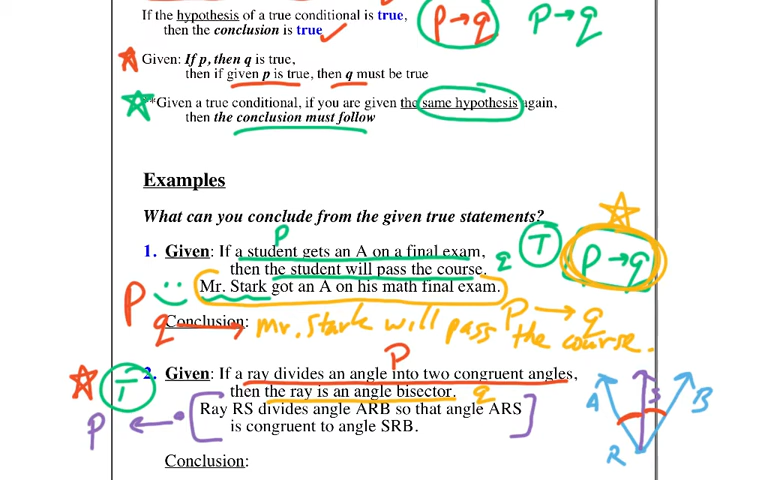 If the hypothesis of a true conditional is true,
then the conclusion is true
P→q P→q
Given: If p, then q is true,
then if given p is true, then q must be true
**Given a true conditional, if you are given the same hypothesis again,
then the conclusion must follow
Examples
What can you conclude from the given true statements?
P
1. Given: If a student gets an A on a final exam,
then the student will pass the course. q T P→q
Mr. Stark got an A on his math final exam.
P
q P→q
Conclusion: Mr. Stark will pass the course.
P
2. Given: If a ray divides an angle into two congruent angles,
T
then the ray is an angle bisector. q
Ray RS divides angle ARB so that angle ARS
is congruent to angle SRB.
P
A S B
R
Conclusion: